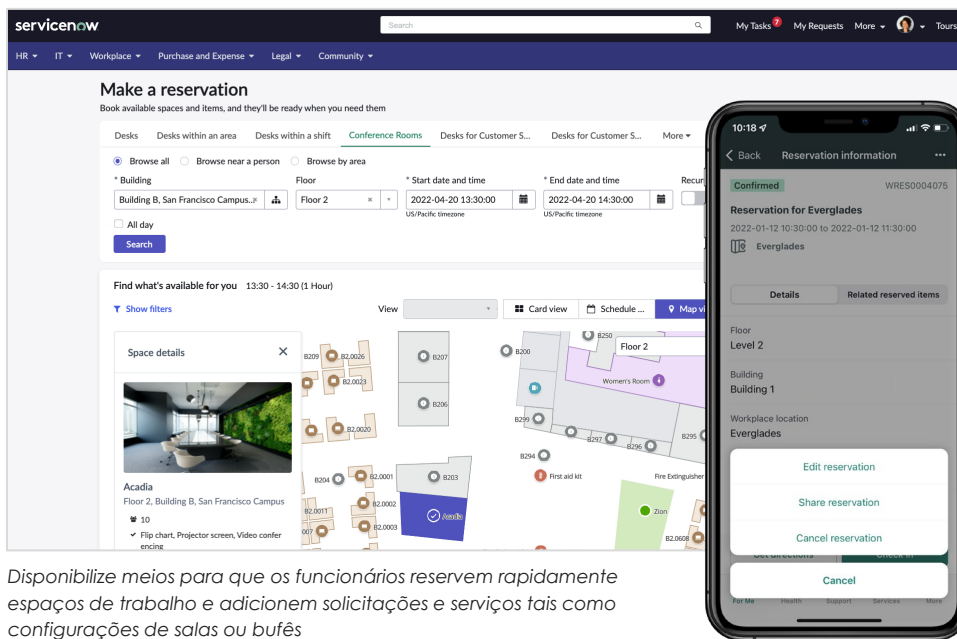 servicenow
Search
My Tasks 7 My Requests More Tours
HR IT Workplace Purchase and Expense Legal Community
Make a reservation
Book available spaces and items, and they'll be ready when you need them
Desks Desks within an area Desks within a shift Conference Rooms Desks for Customer S... Desks for Customer S... More
Browse all Browse near a person Browse by area
* Building Floor * Start date and time * End date and time Recur
Building B, San Francisco Campus.. × Floor 2 × 2022-04-20 13:30:00 2022-04-20 14:30:00
US/Pacific timezone US/Pacific timezone
All day
Search
Find what's available for you 13:30 - 14:30 (1 Hour)
Show filters View Card view Schedule ... Map vi
Space details ×
Acadia
Floor 2, Building B, San Francisco Campus
10
Flip chart, Projector screen, Video confer
encing
B209 B2.0026 B207 B200 B250 Floor 2
B2.0023 Women's Room
B206
B2.0020 B299 B297 B296 B295
B294
B204 B2.0001 B203 First aid kit Fire Extinguisher
B2.0011 B2.0002 Acadia Zion
007 B2.0003 B2.0608
10:18
Back Reservation information ...
Confirmed WRES0004075
Reservation for Everglades
2022-01-12 10:30:00 to 2022-01-12 11:30:00
Everglades
Details Related reserved items
Floor
Level 2
Building
Building 1
Workplace location
Everglades
Edit reservation
Share reservation
Cancel reservation
Get directions Check in
Cancel
For Me Health Support Services More
Disponibilize meios para que os funcionários reservem rapidamente
espaços de trabalho e adicionem solicitações e serviços tais como
configurações de salas ou bufês